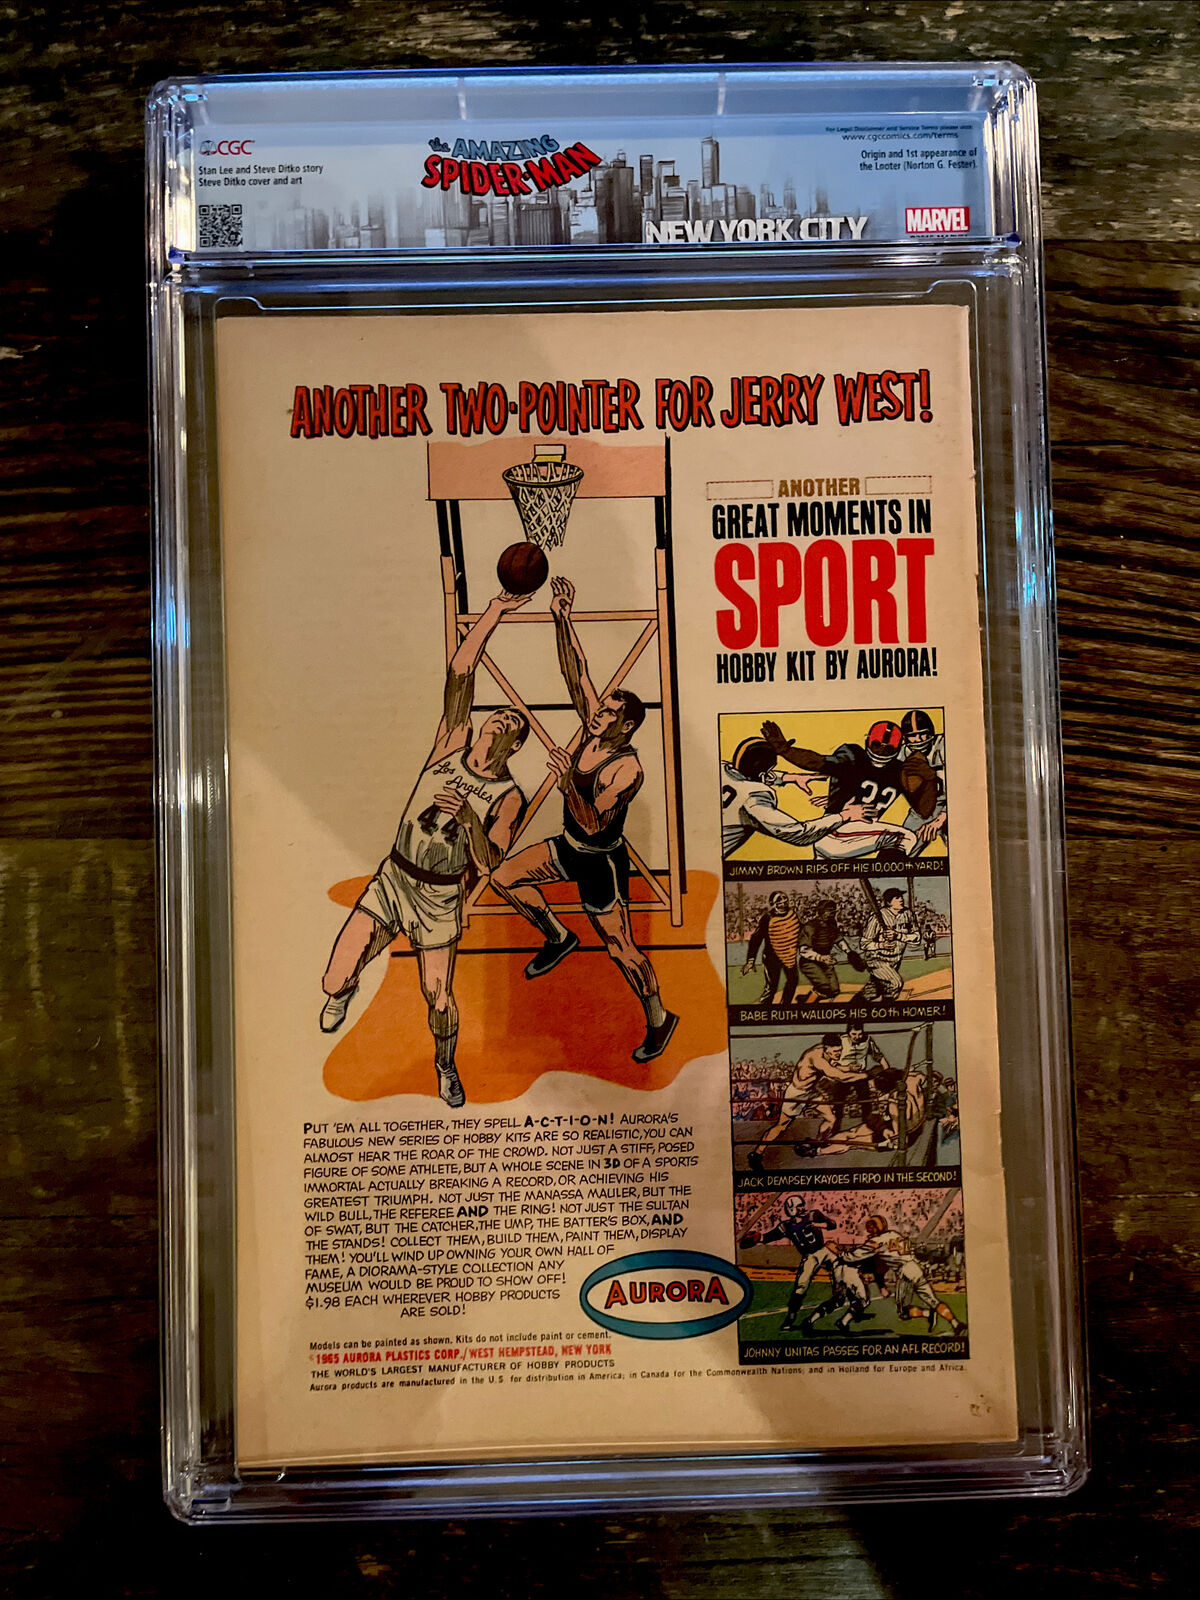 CGC
Stan Lee and Steve Ditko story
Steve Ditko cover and art
the AMAZING
SPIDER-MAN
For Legal Disclaimer and Service Terms please visit:
www.cgccomics.com/terms
Origin and 1st appearance of
the Looter (Norton G. Fester).
NEW YORK CITY
MARVEL
ANOTHER TWO-POINTER FOR JERRY WEST!
ANOTHER
GREAT MOMENTS IN
SPORT
HOBBY KIT BY AURORA!
Los
Angeles
44
32
JIMMY BROWN RIPS OFF HIS 10,000th YARD!
BABE RUTH WALLOPS HIS 60th HOMER!
JACK DEMPSEY KAYOES FIRPO IN THE SECOND!
JOHNNY UNITAS PASSES FOR AN AFL RECORD!
PUT 'EM ALL TOGETHER, THEY SPELL A-C-T-I-O-N! AURORA'S
FABULOUS NEW SERIES OF HOBBY KITS ARE SO REALISTIC, YOU CAN
ALMOST HEAR THE ROAR OF THE CROWD. NOT JUST A STIFF, POSED
FIGURE OF SOME ATHLETE, BUT A WHOLE SCENE IN 3D OF A SPORTS
IMMORTAL ACTUALLY BREAKING A RECORD, OR ACHIEVING HIS
GREATEST TRIUMPH. NOT JUST THE MANASSA MAULER, BUT THE
WILD BULL, THE REFEREE AND THE RING! NOT JUST THE SULTAN
OF SWAT, BUT THE CATCHER, THE UMP, THE BATTER'S BOX, AND
THE STANDS! COLLECT THEM, BUILD THEM, PAINT THEM, DISPLAY
THEM! YOU'LL WIND UP OWNING YOUR OWN HALL OF
FAME, A DIORAMA-STYLE COLLECTION ANY
MUSEUM WOULD BE PROUD TO SHOW OFF!
$1.98 EACH WHEREVER HOBBY PRODUCTS
ARE SOLD!
AURORA
Models can be painted as shown. Kits do not include paint or cement.
©1965 AURORA PLASTICS CORP./WEST HEMPSTEAD, NEW YORK
THE WORLD'S LARGEST MANUFACTURER OF HOBBY PRODUCTS
Aurora products are manufactured in the U.S. for distribution in America; in Canada for the Commonwealth Nations; and in Holland for Europe and Africa.